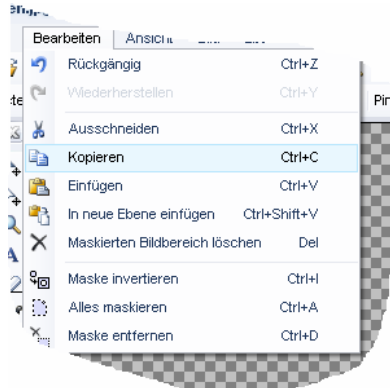 Bearbeiten Ansicht
Rückgängig Ctrl+Z
Wiederherstellen Ctrl+Y
Ausschneiden Ctrl+X
Kopieren Ctrl+C
Einfügen Ctrl+V
In neue Ebene einfügen Ctrl+Shift+V
Maskierten Bildbereich löschen Del
Maske invertieren Ctrl+I
Alles maskieren Ctrl+A
Maske entfernen Ctrl+D